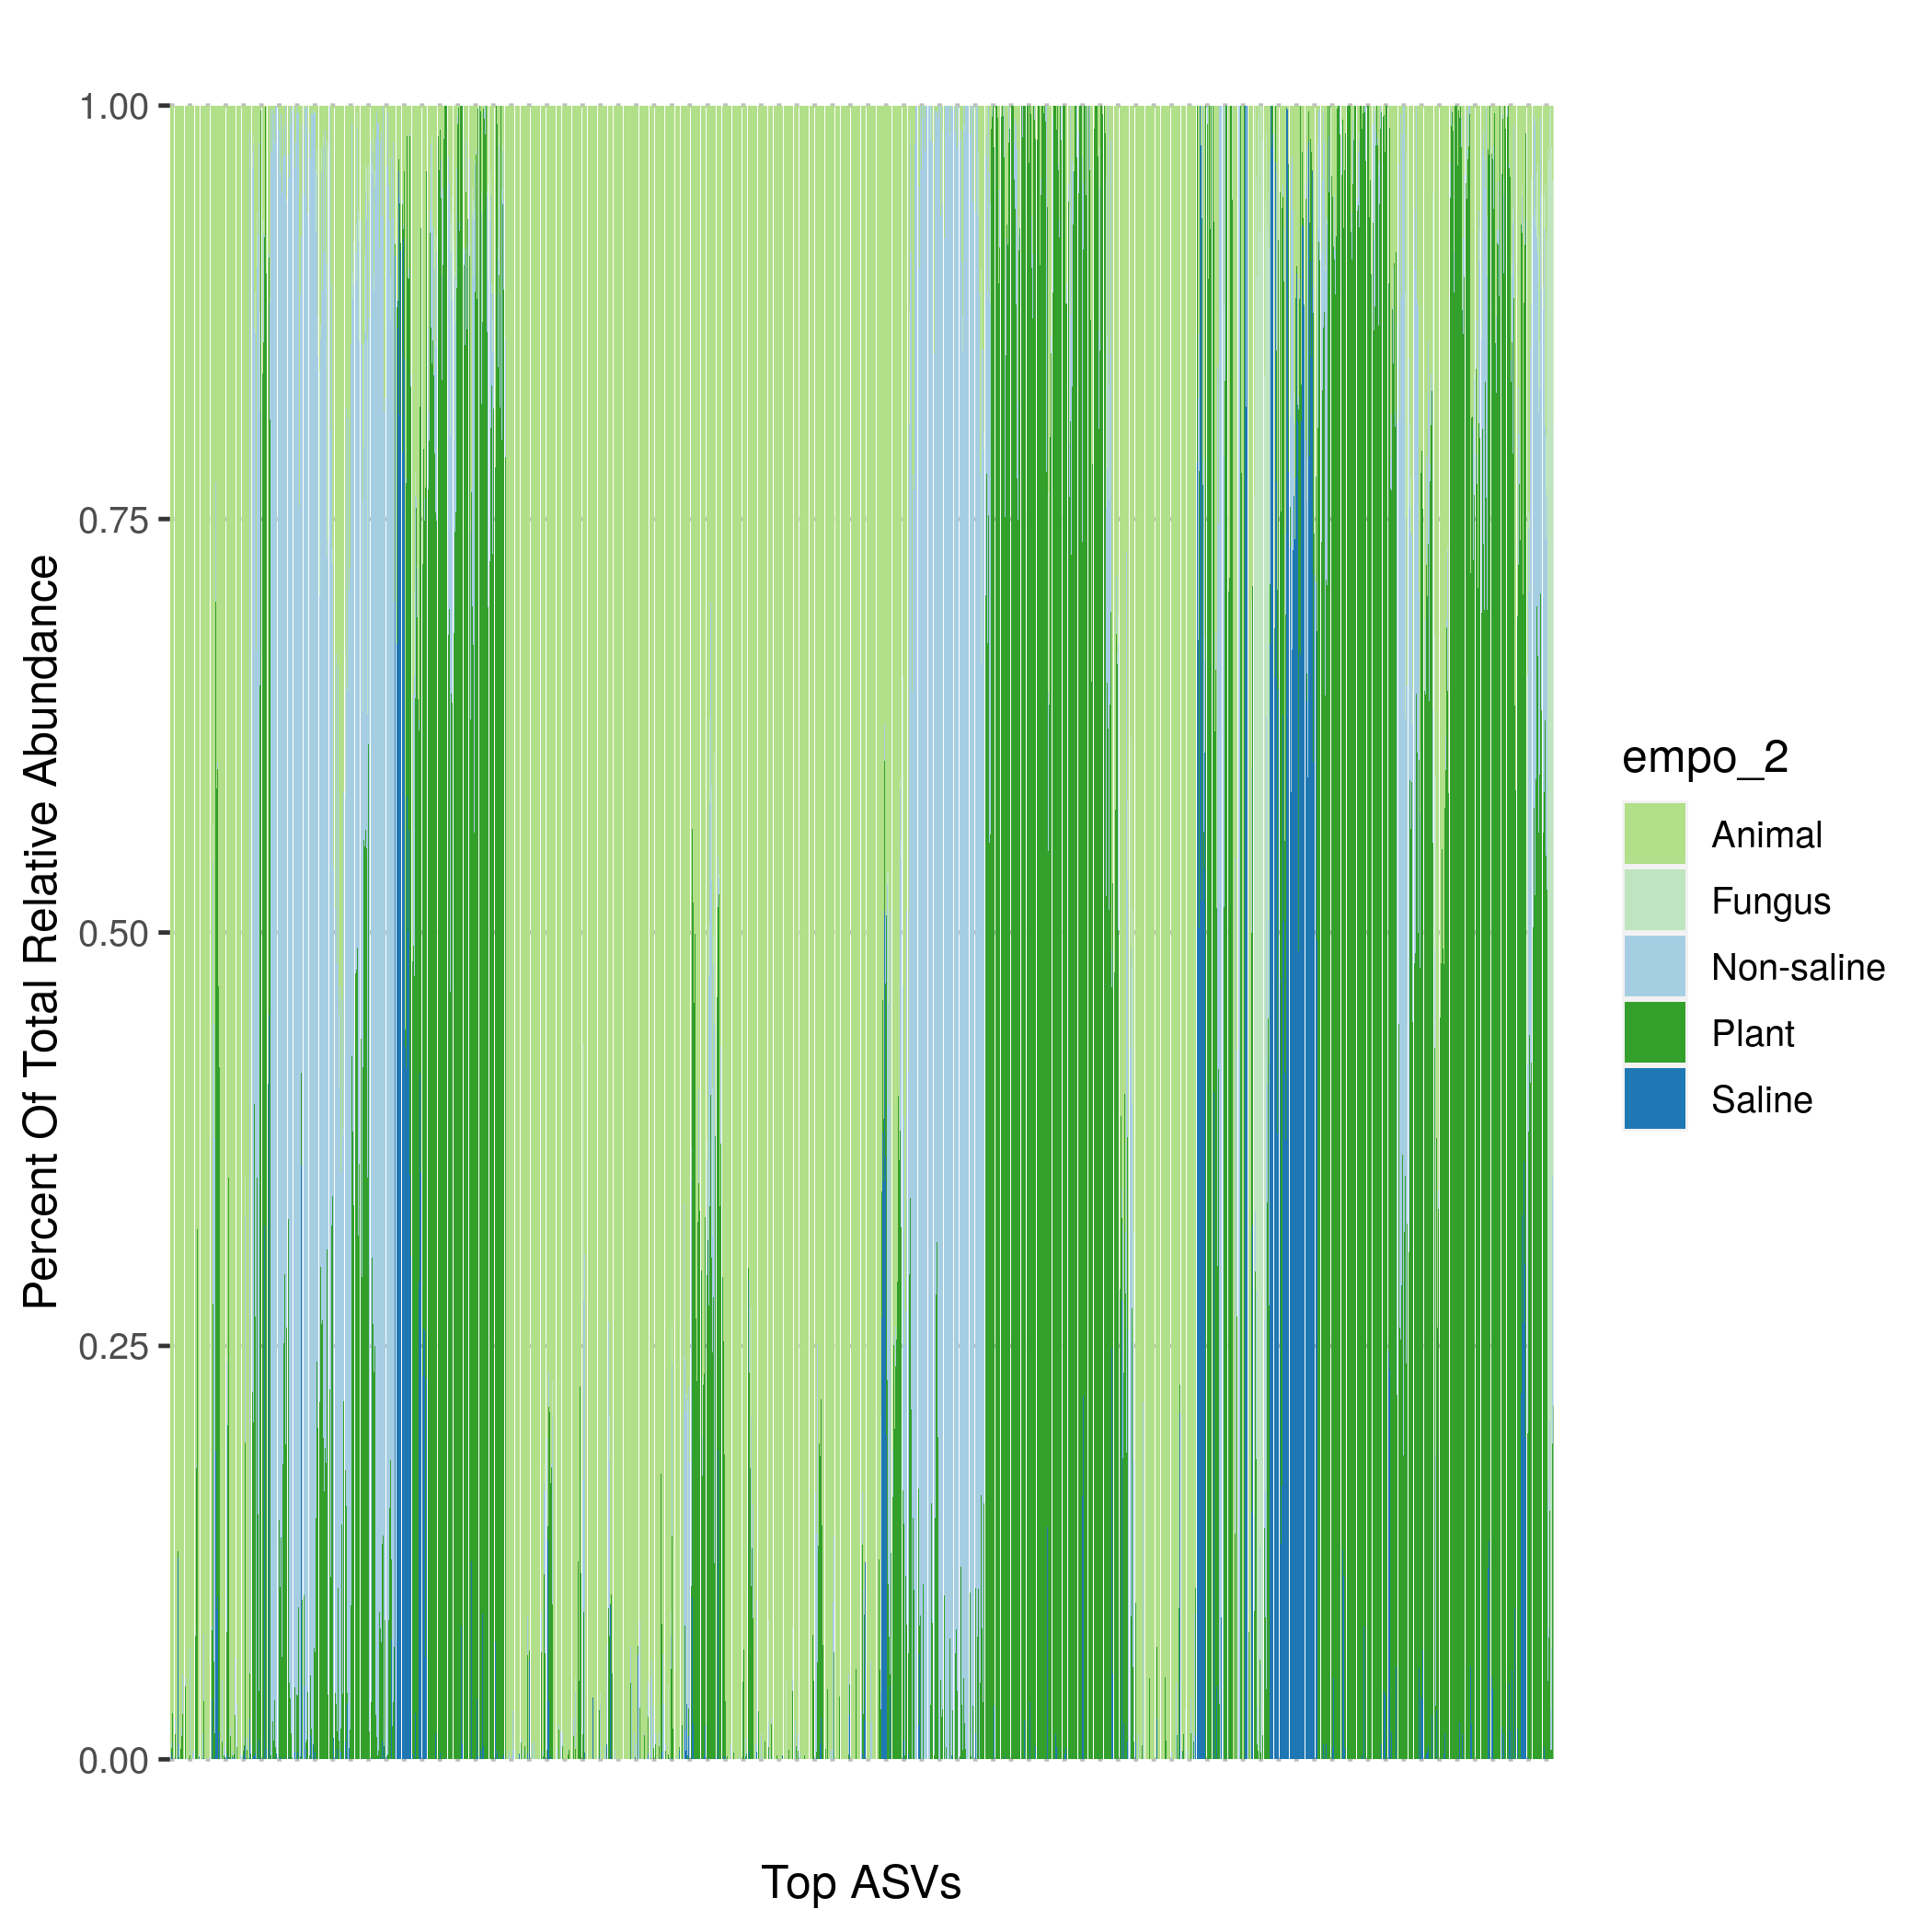 1.00
0.75
0.50
0.25
0.00
Percent Of Total Relative Abundance
Top ASVs
empo_2
Animal
Fungus
Non-saline
Plant
Saline